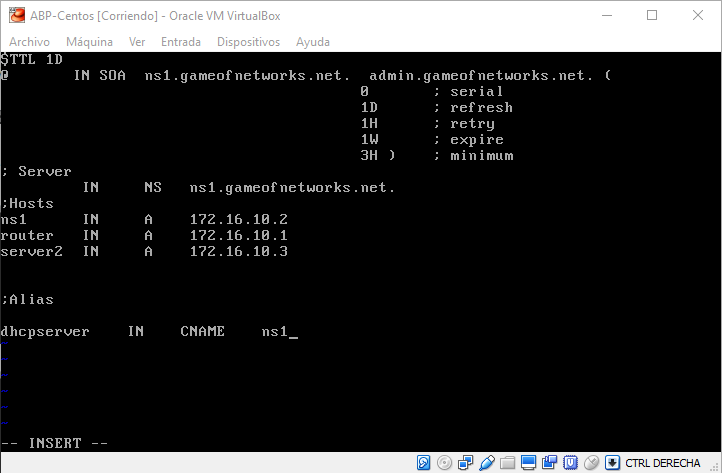 ABP-Centos [Corriendo] - Oracle VM VirtualBox
Archivo Máquina Ver Entrada Dispositivos Ayuda
$TTL 1D
@ IN SOA ns1.gameofnetworks.net. admin.gameofnetworks.net. (
0 ; serial
1D ; refresh
1H ; retry
1W ; expire
3H ) ; minimum
; Server
IN NS ns1.gameofnetworks.net.
;Hosts
ns1 IN A 172.16.10.2
router IN A 172.16.10.1
server2 IN A 172.16.10.3
;Alias
dhcpserver IN CNAME ns1_
~
~
~
~
~
~
-- INSERT --
CTRL DERECHA